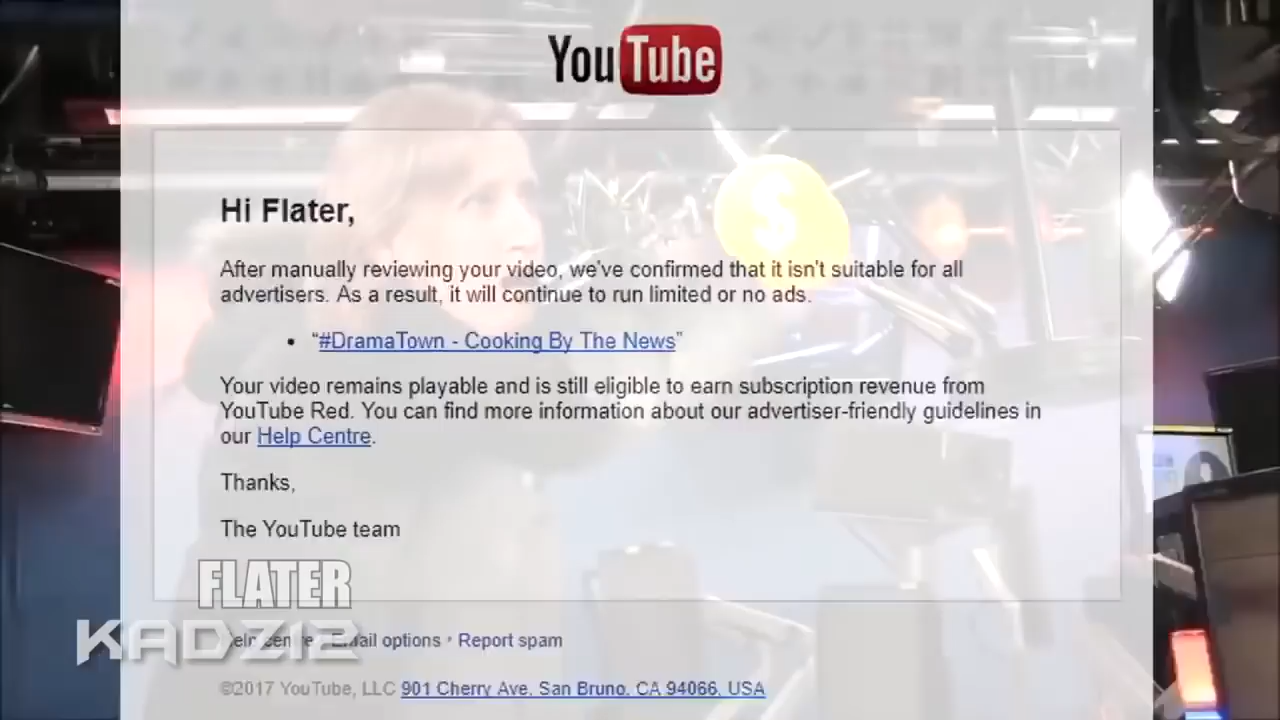 YouTube
$
Hi Flater,
After manually reviewing your video, we've confirmed that it isn't suitable for all
advertisers. As a result, it will continue to run limited or no ads.
• “#DramaTown - Cooking By The News”
Your video remains playable and is still eligible to earn subscription revenue from
YouTube Red. You can find more information about our advertiser-friendly guidelines in
our Help Centre.
Thanks,
The YouTube team
FLATER
KADZI2
Help centre • Email options • Report spam
©2017 YouTube, LLC 901 Cherry Ave, San Bruno, CA 94066, USA